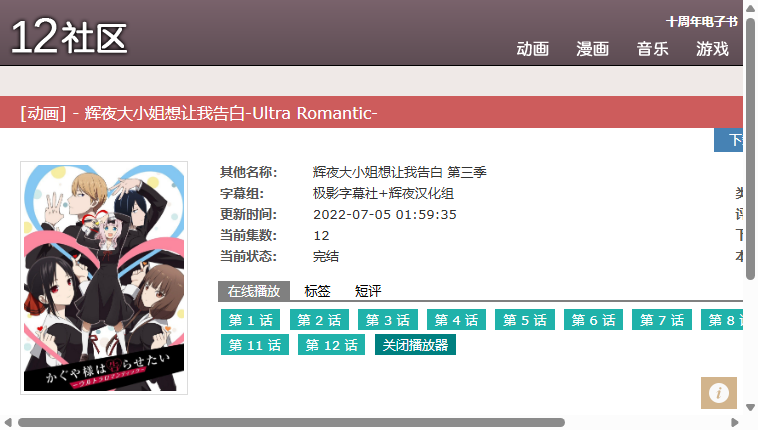 12社区
十周年电子书
动画 漫画 音乐 游戏
[动画] - 辉夜大小姐想让我告白-Ultra Romantic-
其他名称: 辉夜大小姐想让我告白 第三季
字幕组: 极影字幕社+辉夜汉化组
更新时间: 2022-07-05 01:59:35
当前集数: 12
当前状态: 完结
在线播放 标签 短评
第 1 话 第 2 话 第 3 话 第 4 话 第 5 话 第 6 话 第 7 话 第 8
第 11 话 第 12 话 关闭播放器
かぐや様は告らせたい
ーウルトラロマンティックー